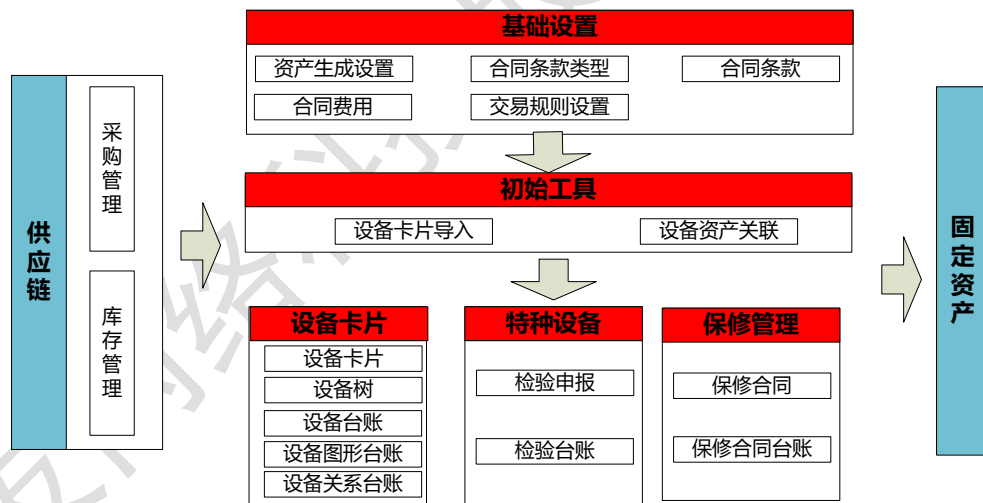 基础设置
资产生成设置
合同条款类型
合同条款
合同费用
交易规则设置
供应链
采购管理
库存管理
初始工具
设备卡片导入
设备资产关联
固定资产
设备卡片
设备卡片
设备树
设备台账
设备图形台账
设备关系台账
特种设备
检验申报
检验台账
保修管理
保修合同
保修合同台账